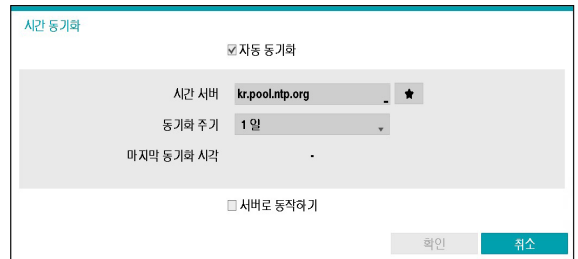 시간 동기화
자동 동기화
시간 서버 kr.pool.ntp.org
동기화 주기 1 일
마지막 동기화 시각 -
서버로 동작하기
확인 취소